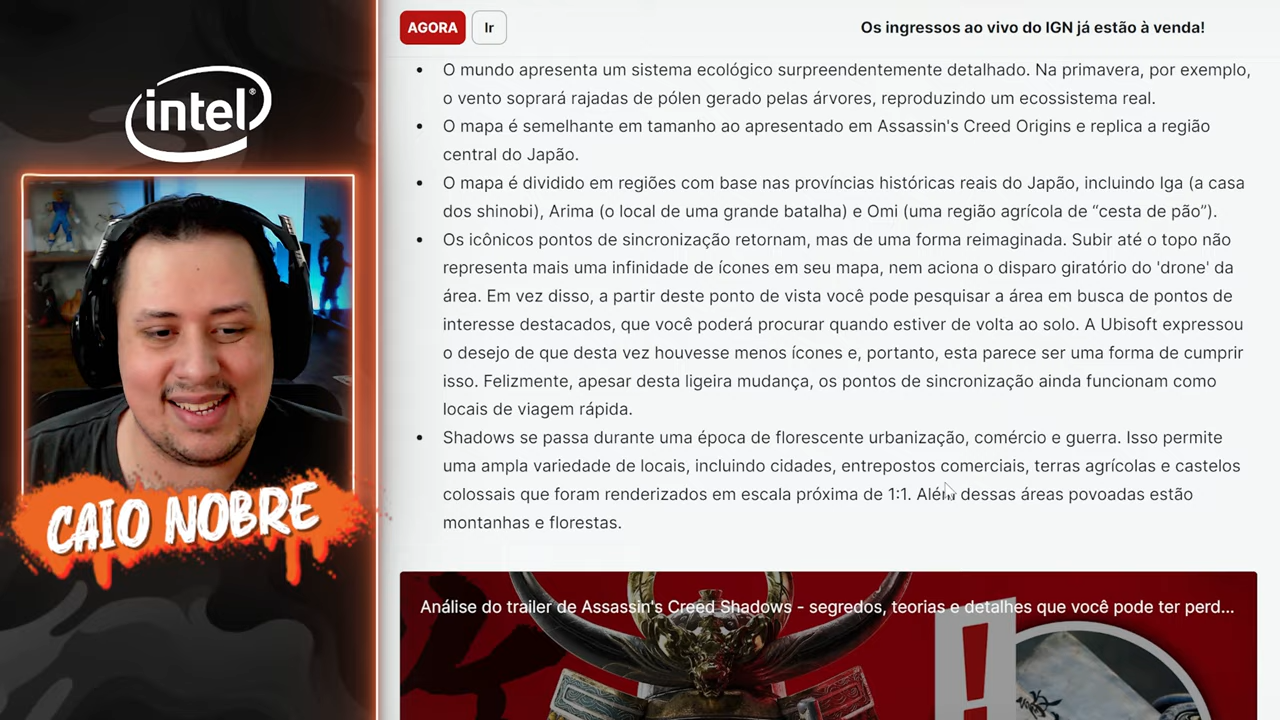 AGORA
Ir
Os ingressos ao vivo do IGN já estão à venda!
intel
CAIO NOBRE
• O mundo apresenta um sistema ecológico surpreendentemente detalhado. Na primavera, por exemplo,
o vento soprará rajadas de pólen gerado pelas árvores, reproduzindo um ecossistema real.
• O mapa é semelhante em tamanho ao apresentado em Assassin's Creed Origins e replica a região
central do Japão.
• O mapa é dividido em regiões com base nas províncias históricas reais do Japão, incluindo Iga (a casa
dos shinobi), Arima (o local de uma grande batalha) e Omi (uma região agrícola de “cesta de pão”).
• Os icônicos pontos de sincronização retornam, mas de uma forma reimaginada. Subir até o topo não
representa mais uma infinidade de ícones em seu mapa, nem aciona o disparo giratório do 'drone' da
área. Em vez disso, a partir deste ponto de vista você pode pesquisar a área em busca de pontos de
interesse destacados, que você poderá procurar quando estiver de volta ao solo. A Ubisoft expressou
o desejo de que desta vez houvesse menos ícones e, portanto, esta parece ser uma forma de cumprir
isso. Felizmente, apesar desta ligeira mudança, os pontos de sincronização ainda funcionam como
locais de viagem rápida.
• Shadows se passa durante uma época de florescente urbanização, comércio e guerra. Isso permite
uma ampla variedade de locais, incluindo cidades, entrepostos comerciais, terras agrícolas e castelos
colossais que foram renderizados em escala próxima de 1:1. Além dessas áreas povoadas estão
montanhas e florestas.
Análise do trailer de Assassin's Creed Shadows - segredos, teorias e detalhes que você pode ter perd...